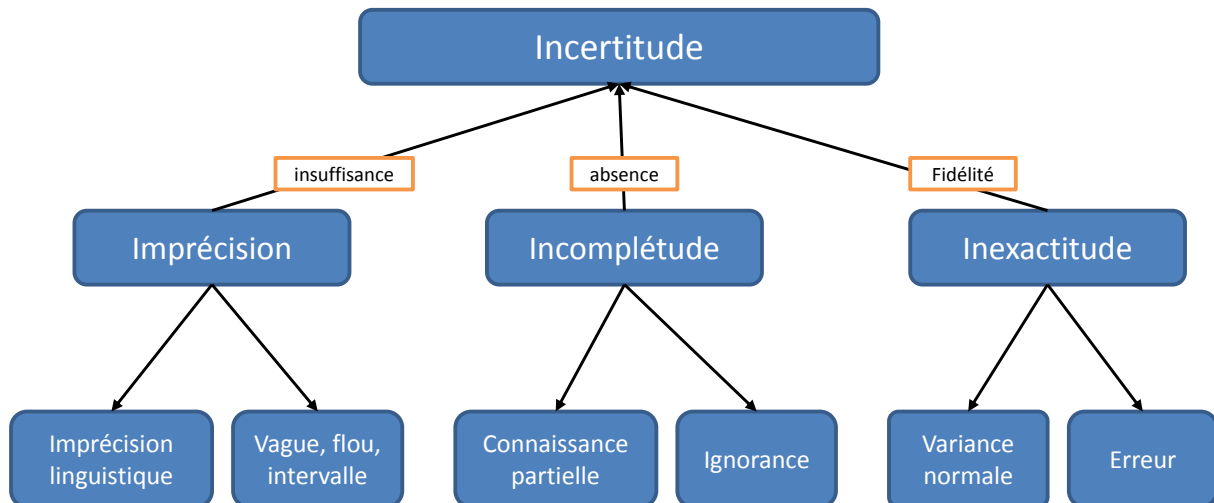 Incertitude
insuffisance
absence
Fidélité
Imprécision
Incomplétude
Inexactitude
Imprécision
linguistique
Vague, flou,
intervalle
Connaissance
partielle
Ignorance
Variance
normale
Erreur